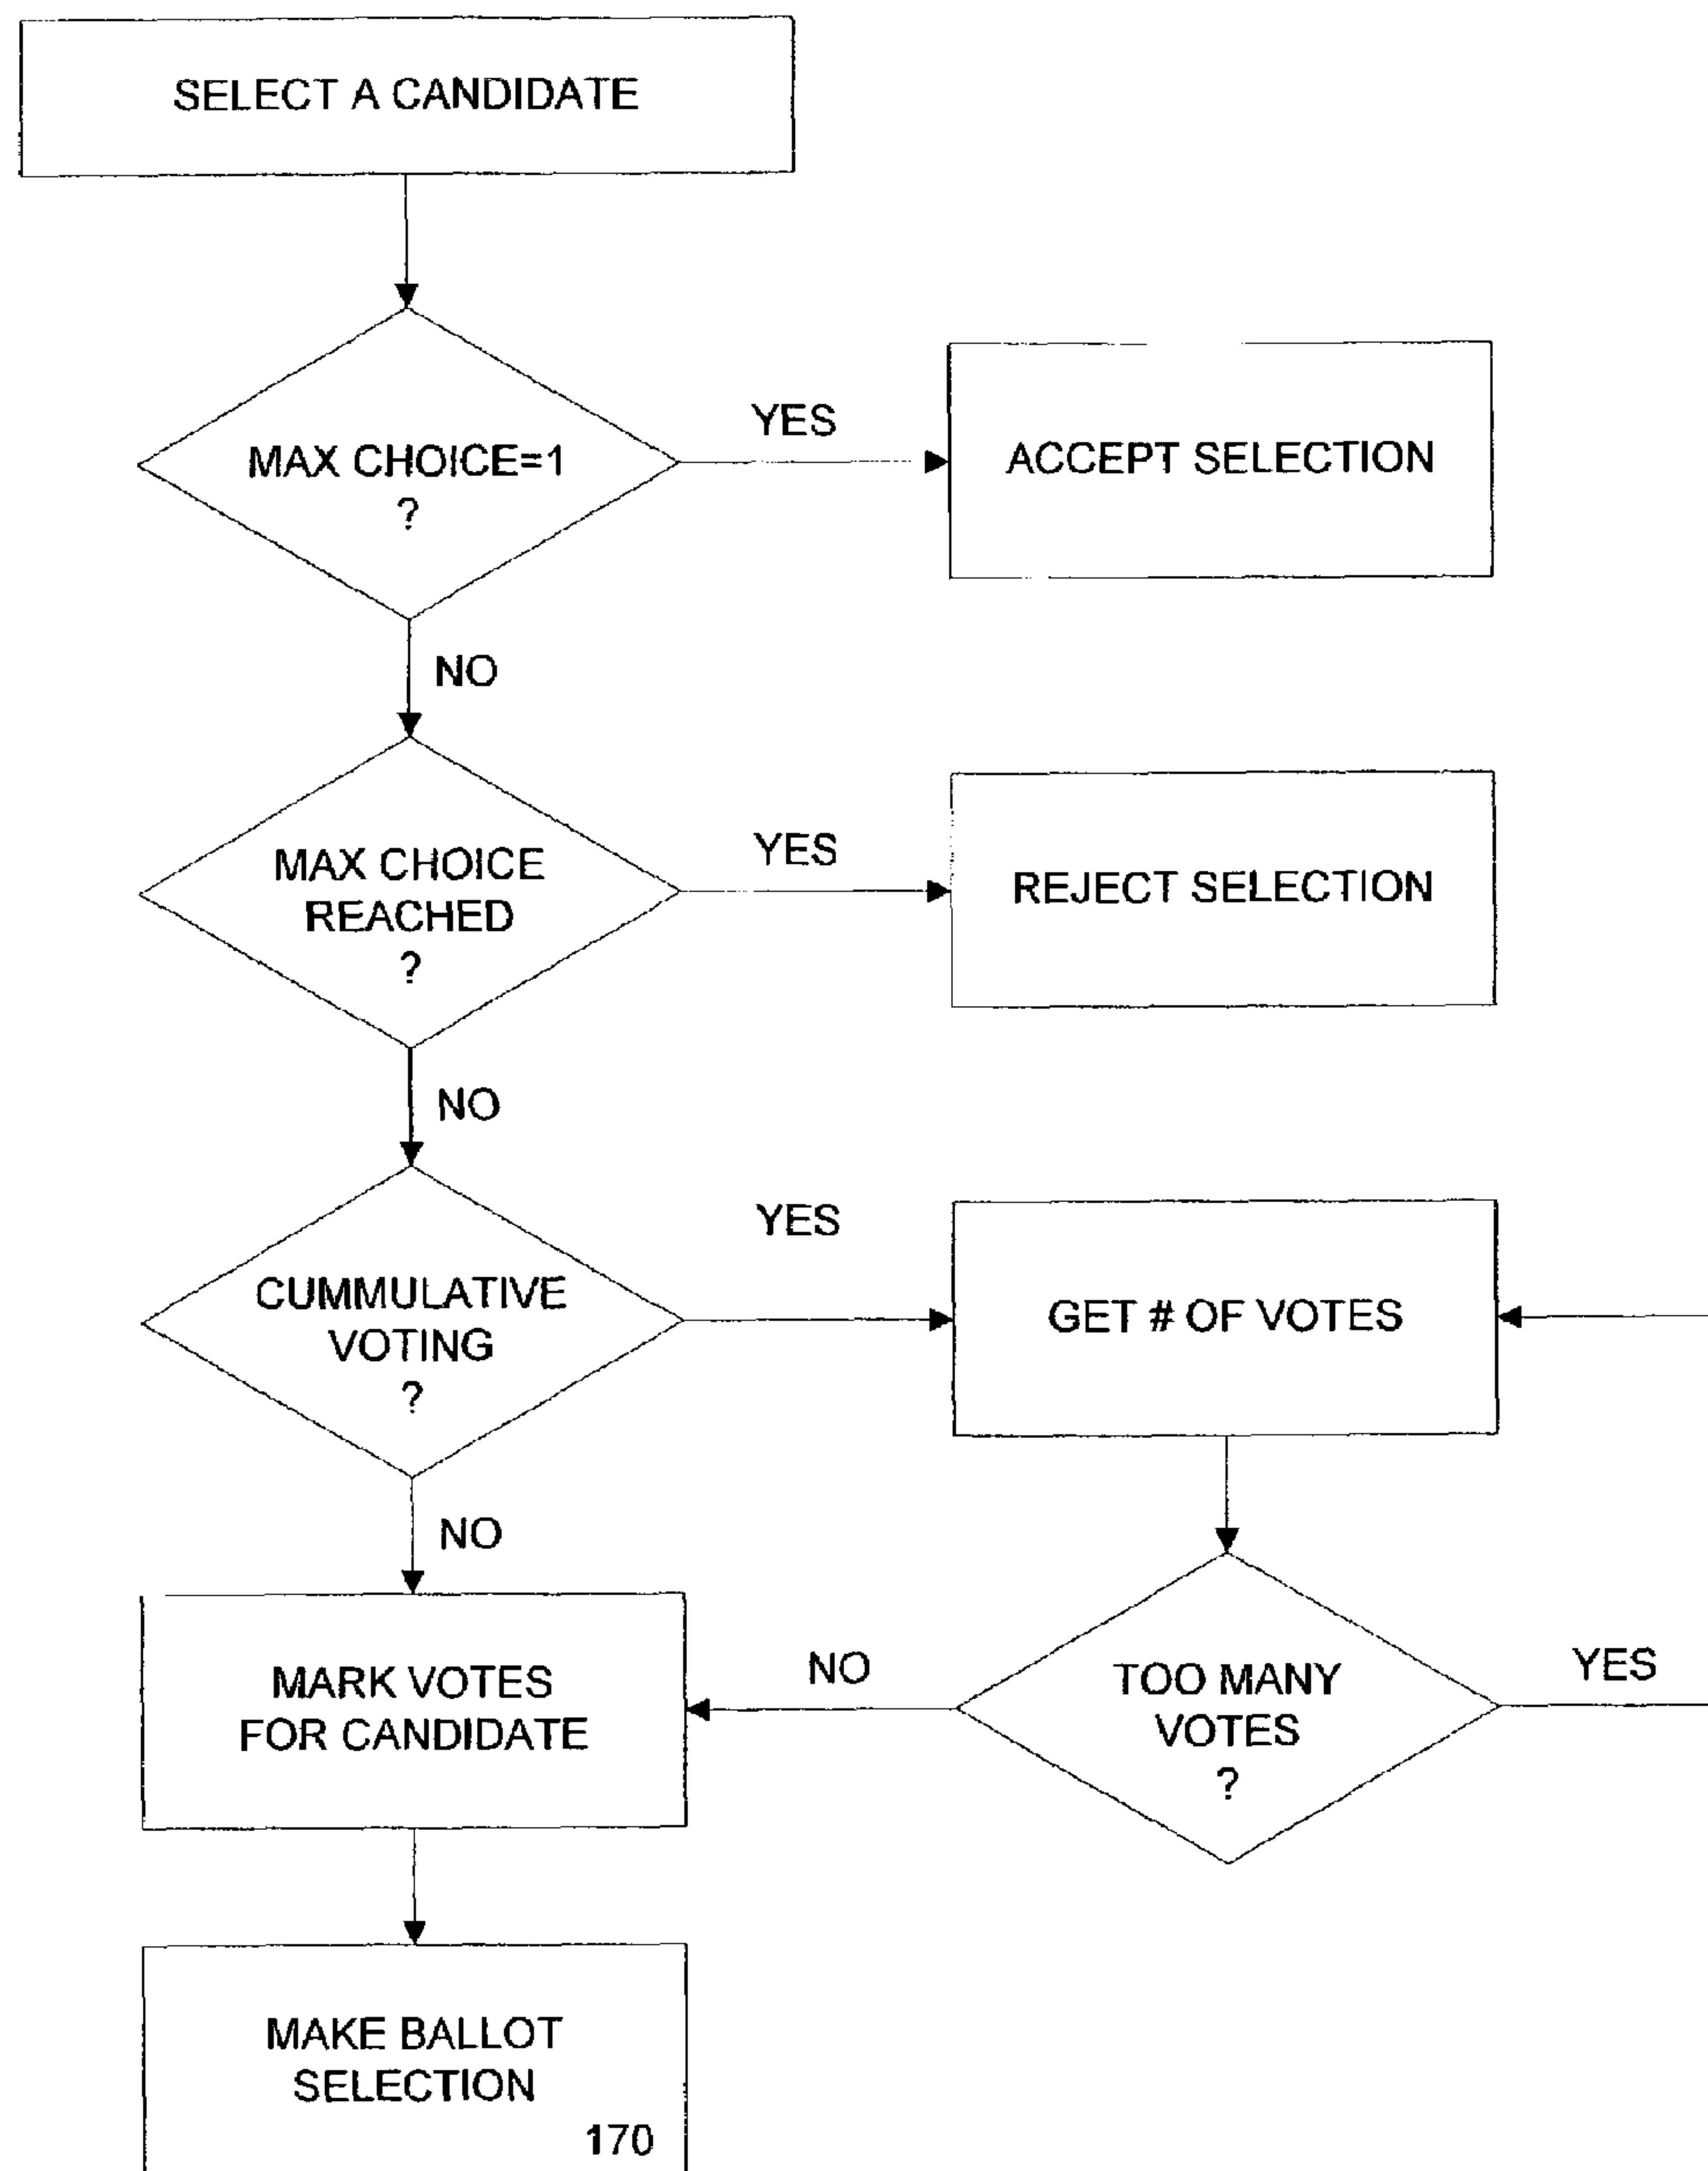 SELECT A CANDIDATE
MAX CHOICE=1
?
YES
ACCEPT SELECTION
NO
MAX CHOICE
REACHED
?
YES
REJECT SELECTION
NO
CUMMULATIVE
VOTING
?
YES
GET # OF VOTES
NO
MARK VOTES
FOR CANDIDATE
NO
TOO MANY
VOTES
?
YES
MAKE BALLOT
SELECTION
170